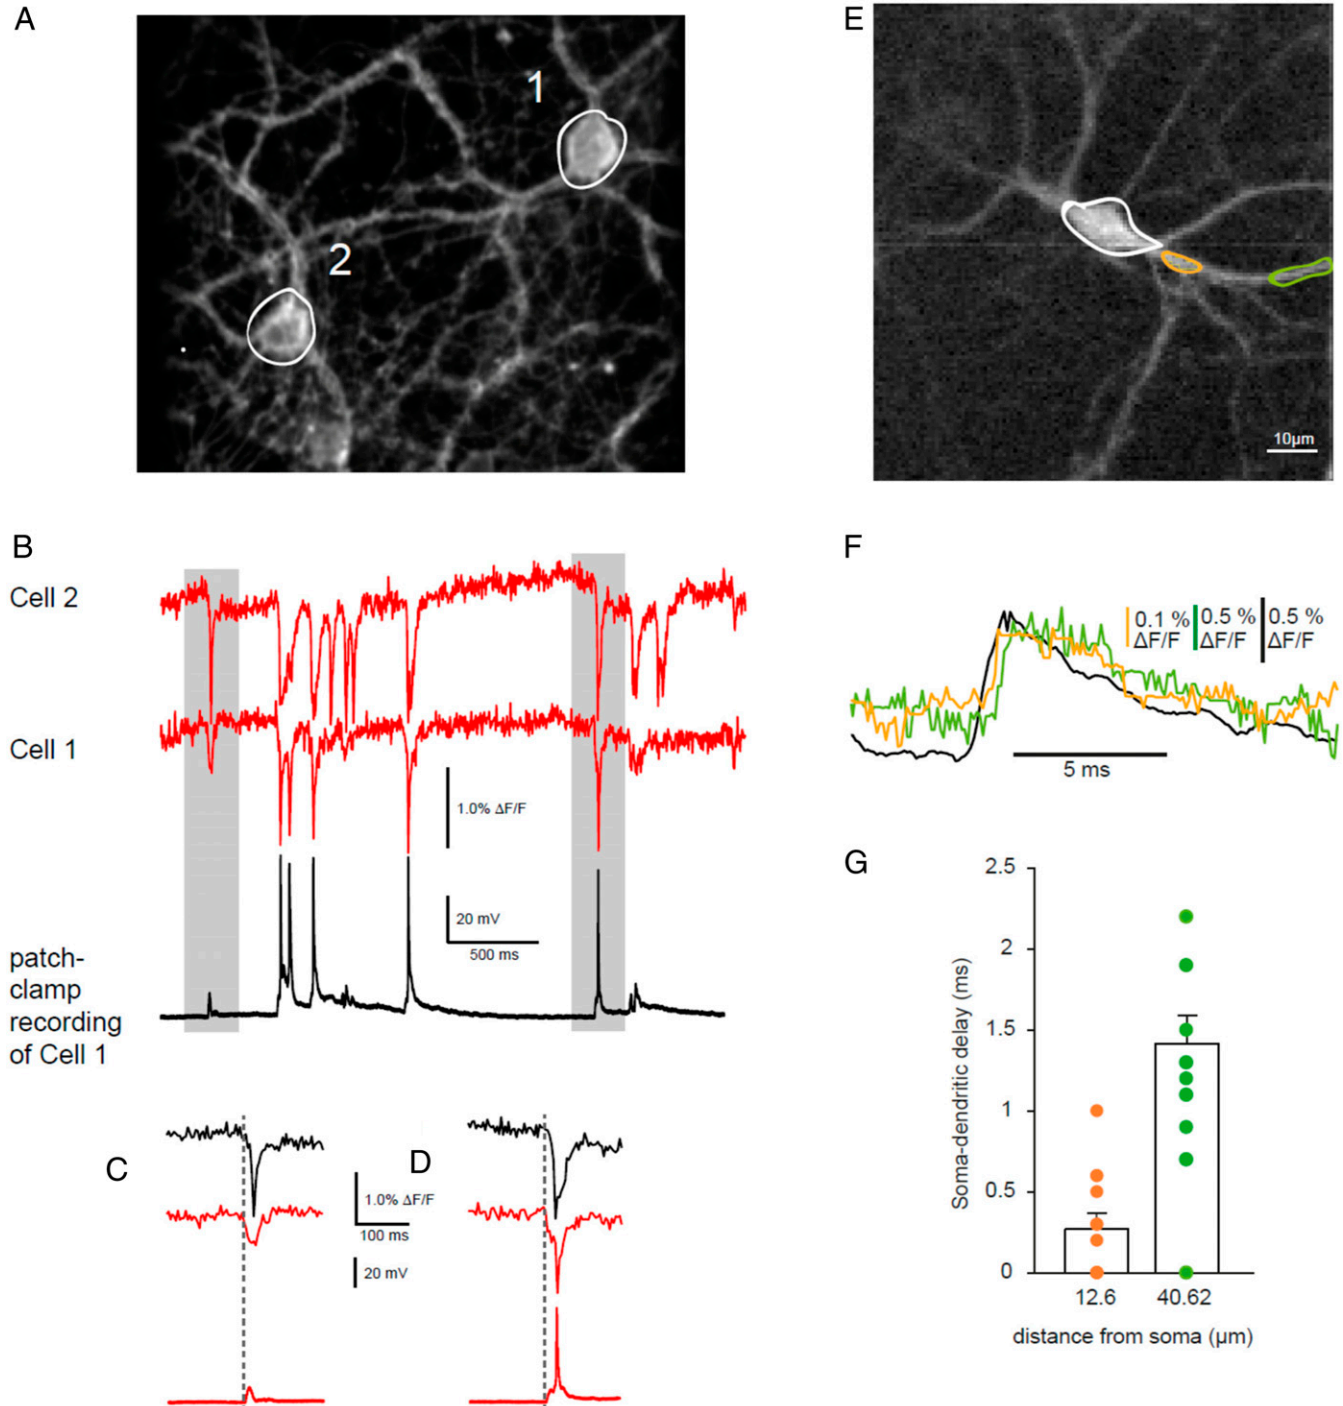 A
1
2
E
10µm
B
Cell 2
Cell 1
1.0% ΔF/F
20 mV
500 ms
patch-
clamp
recording
of Cell 1
C
D
1.0% ΔF/F
100 ms
20 mV
F
0.1 % 0.5 % 0.5 %
ΔF/F ΔF/F ΔF/F
5 ms
G
Soma-dendritic delay (ms)
2.5
2
1.5
1
0.5
0
12.6 40.62
distance from soma (µm)